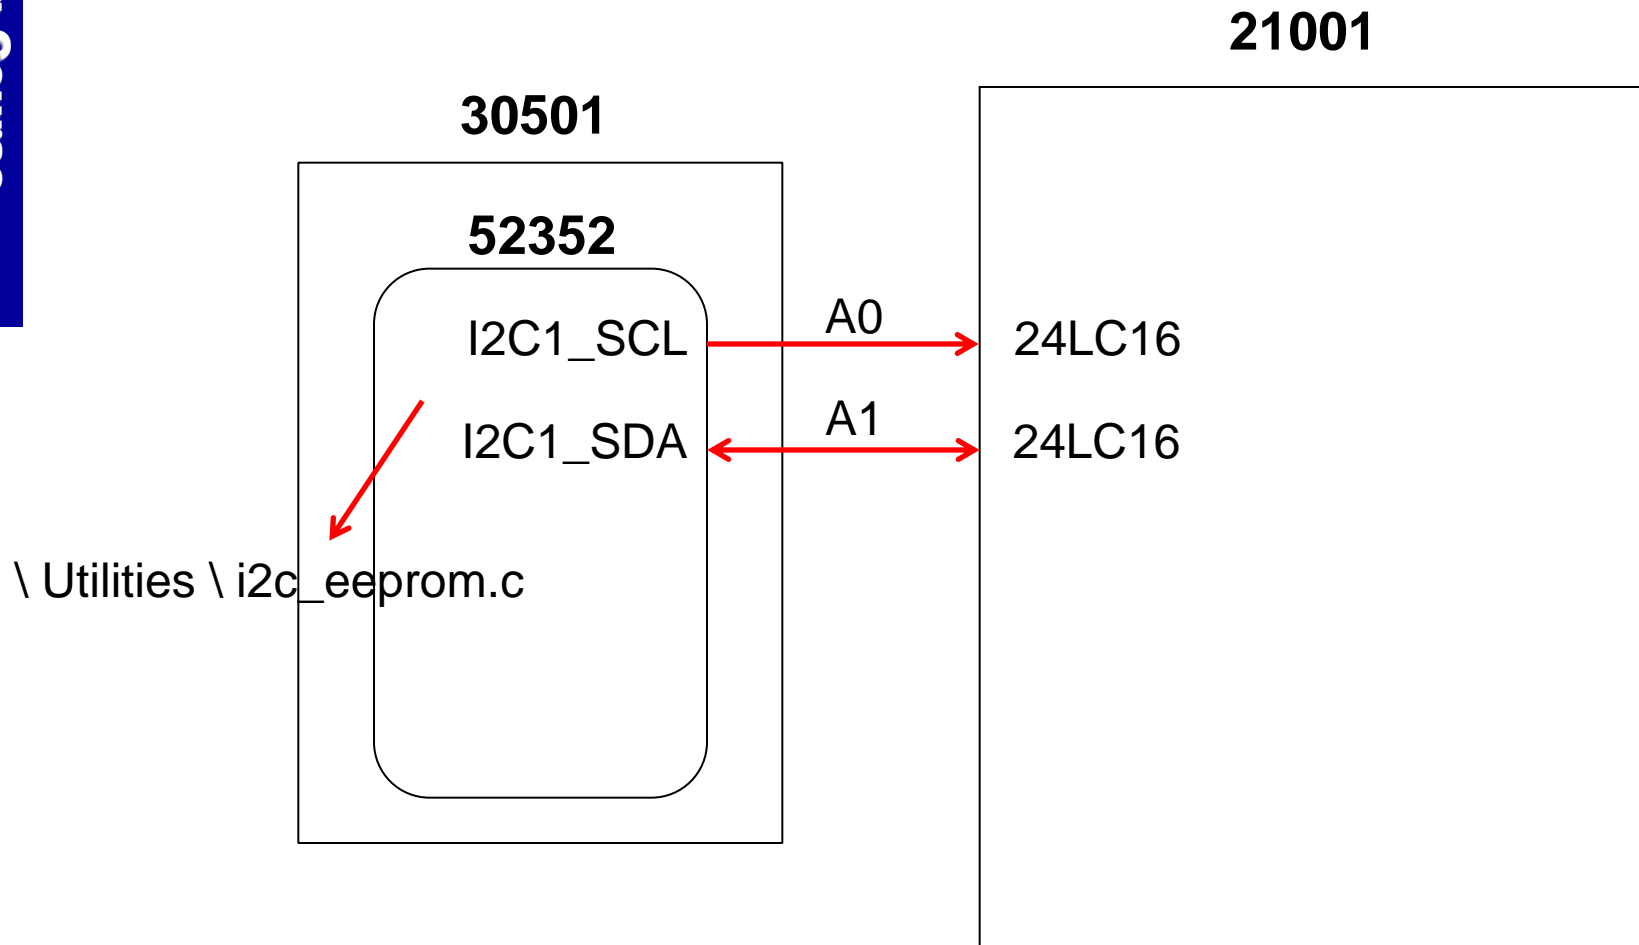 21001
30501
52352
I2C1_SCL
A0
24LC16
I2C1_SDA
A1
24LC16
\ Utilities \ i2c_eeprom.c